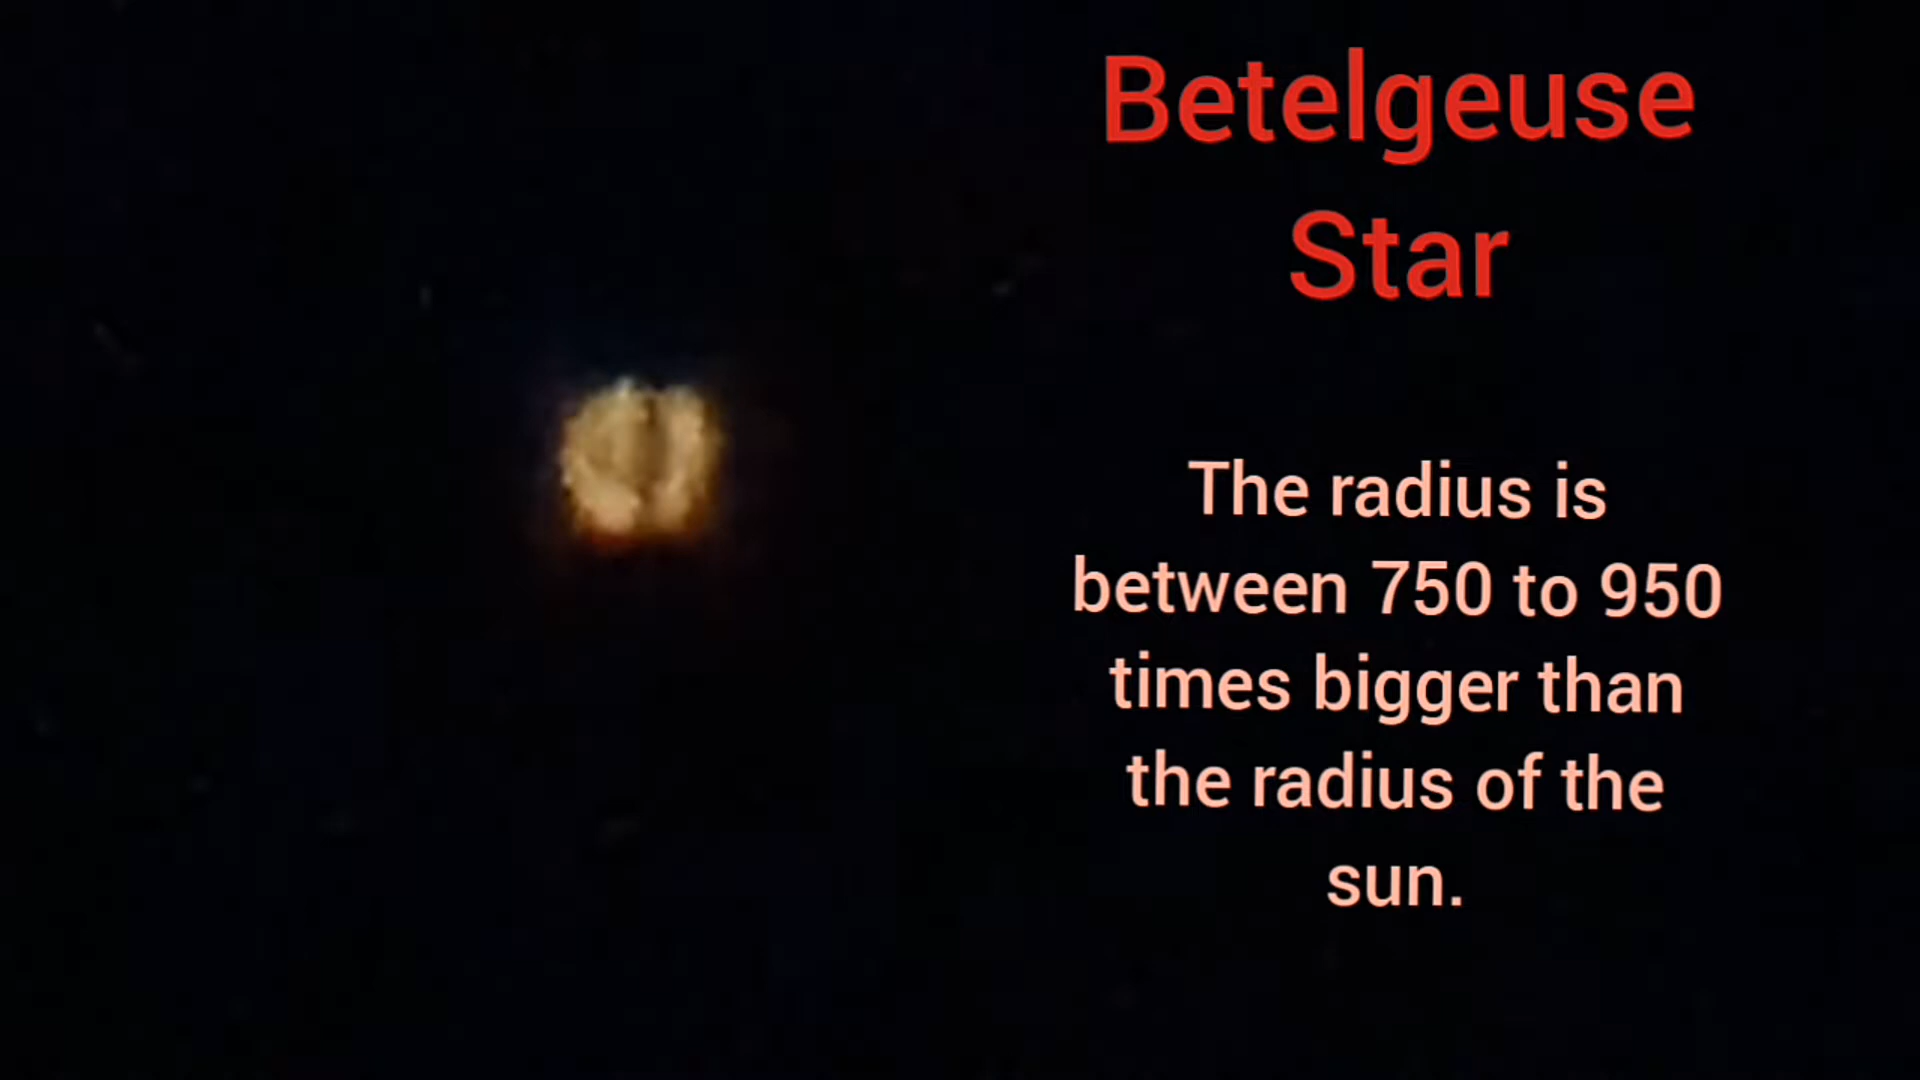 Betelgeuse
Star
The radius is
between 750 to 950
times bigger than
the radius of the
sun.